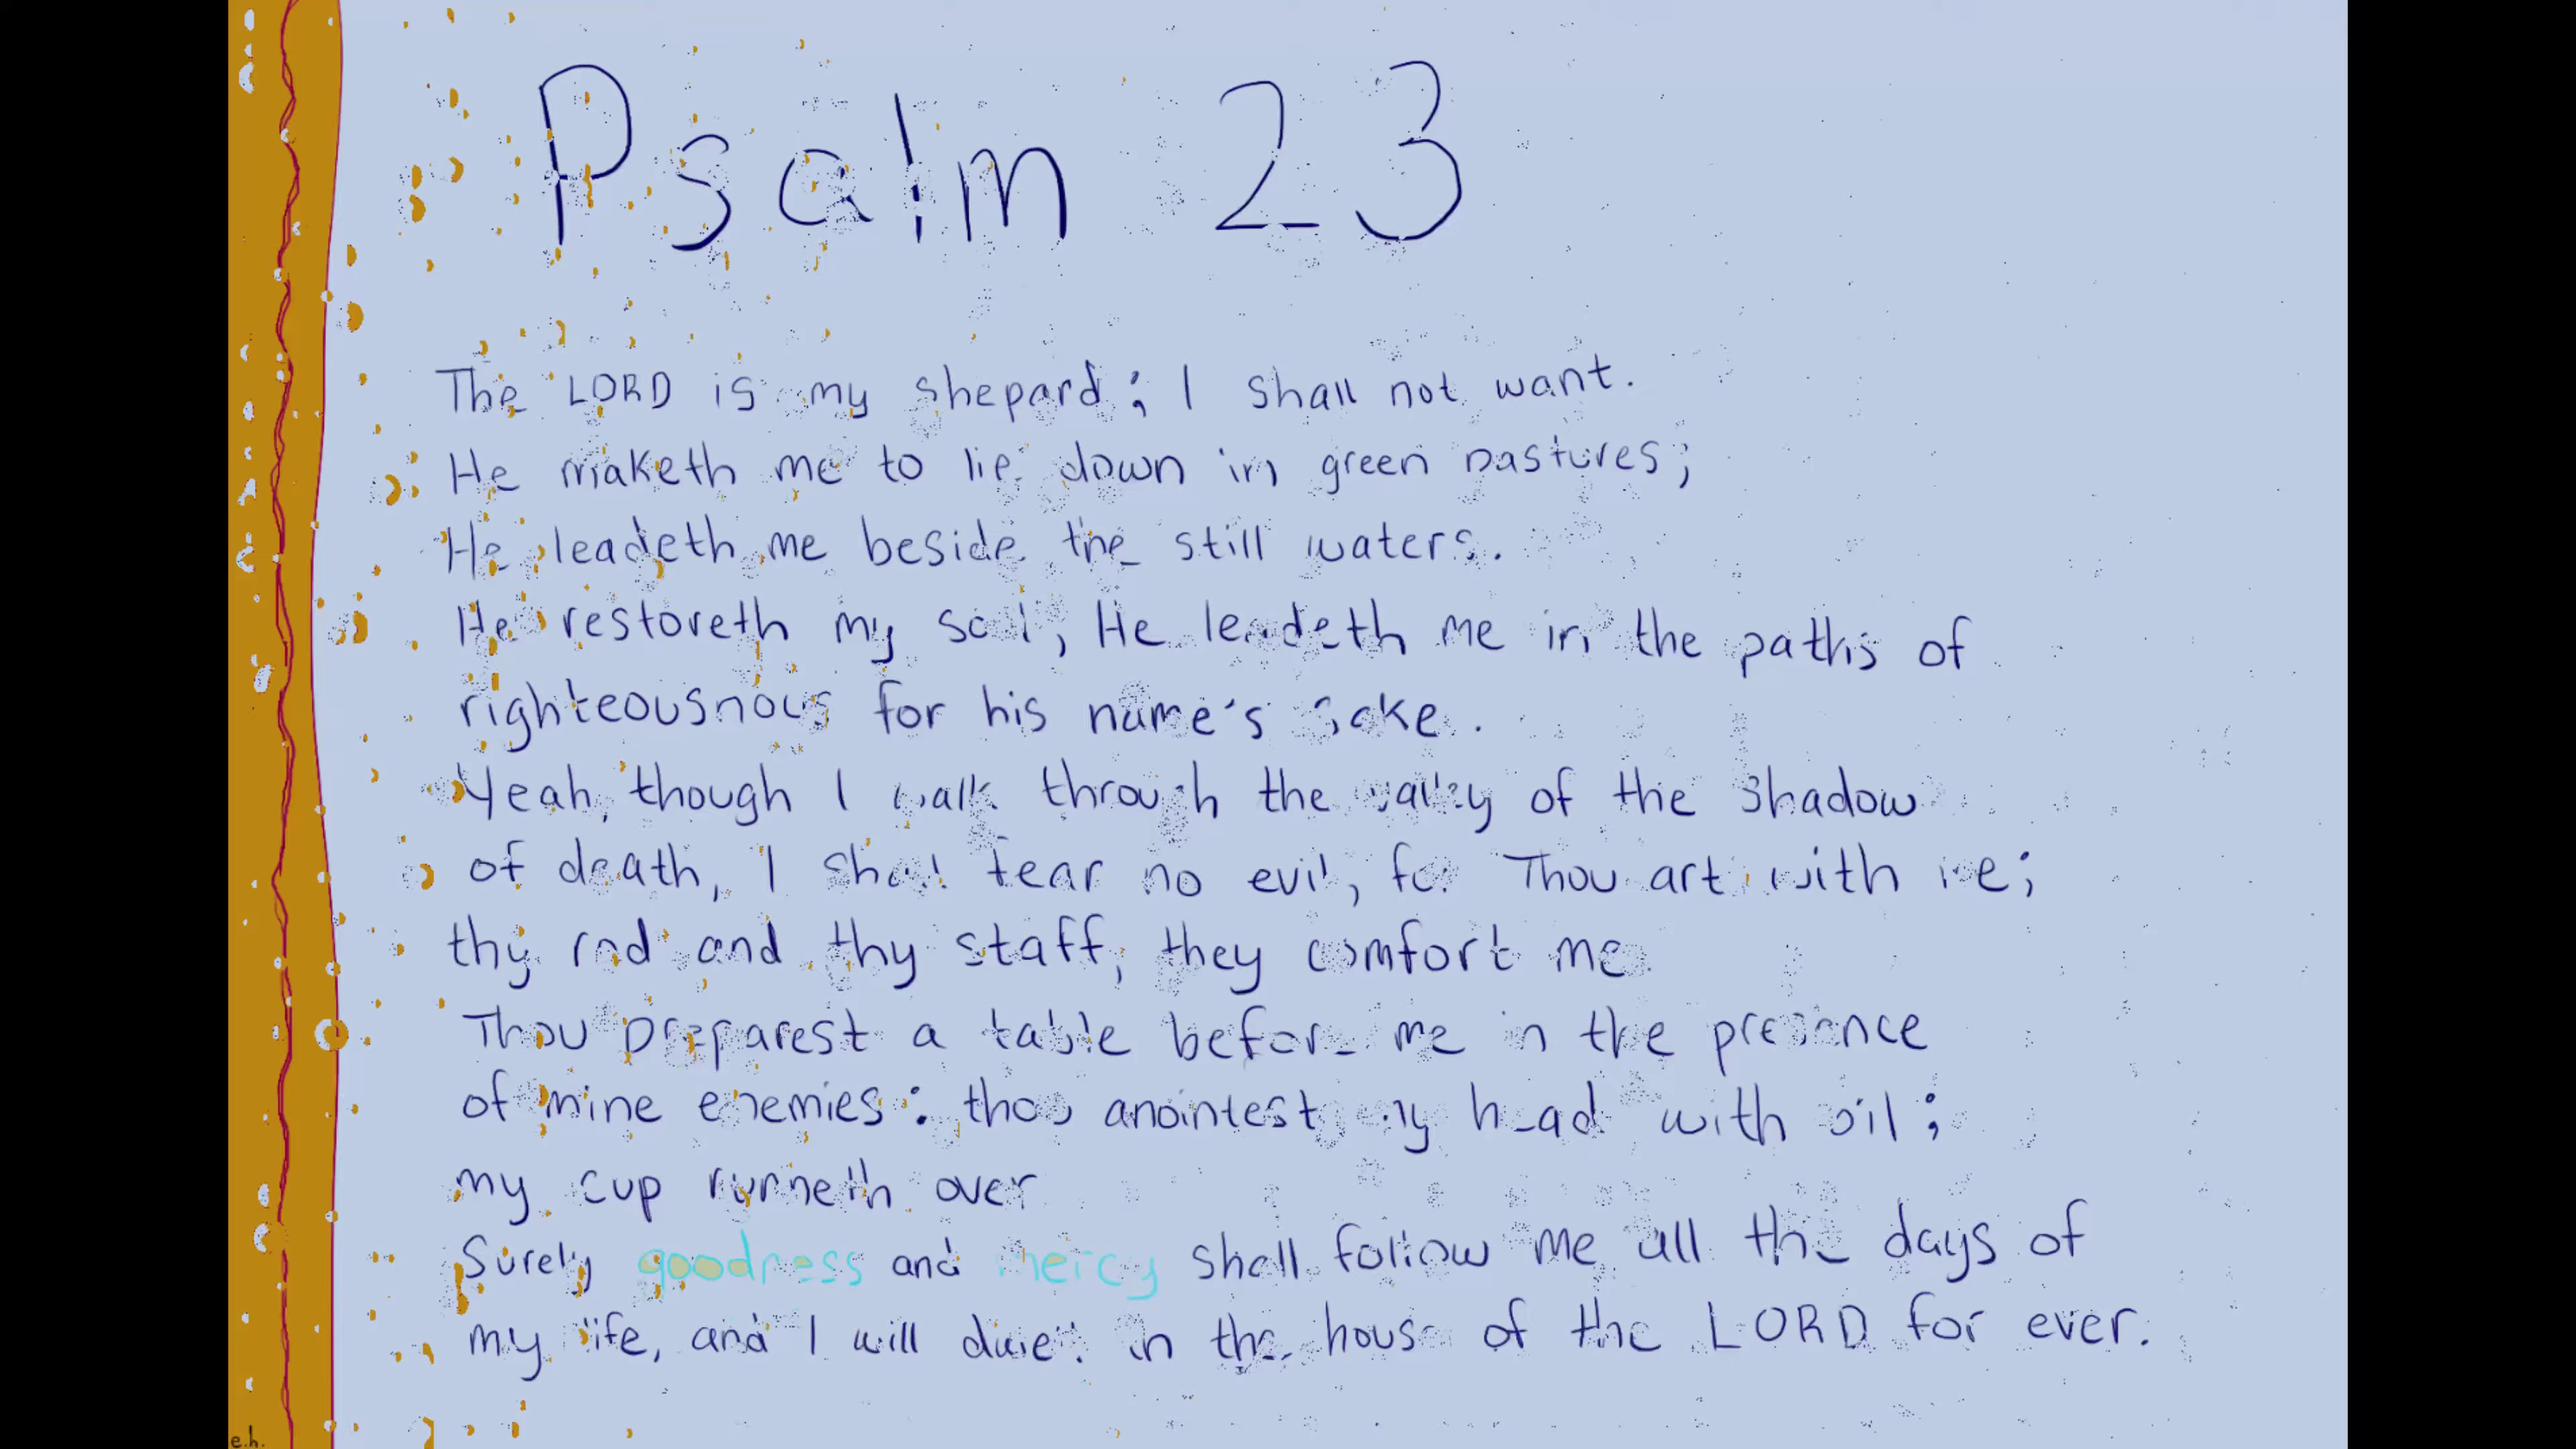 Psalm 23
The LORD is my shepard; I shall not want.
He maketh me to lie down in green pastures;
He leadeth me beside the still waters.
He restoreth my soul, He leadeth me in the paths of
righteousnous for his name's sake.
Yeah, though I walk through the valley of the shadow
of death, I shall fear no evil, for Thou art with me;
thy rod and thy staff, they comfort me.
Thou preparest a table before me in the presence
of mine enemies: thou anointest my head with oil;
my cup runneth over
Surely goodness and mercy shall follow me all the days of
my life, and I will dwell in the house of the LORD for ever.
e.h.